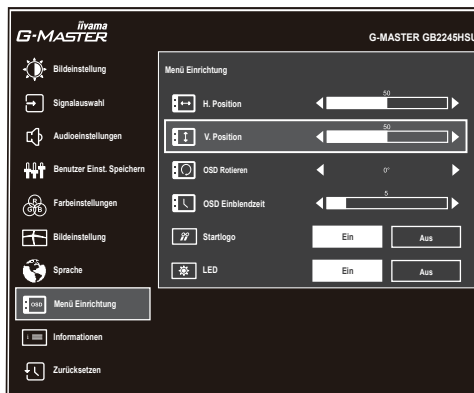 iiyama
G-MASTER
G-MASTER GB2245HSU
Bildeinstellung
Signalauswahl
Audioeinstellungen
Benutzer Einst. Speichern
R
G B
Farbeinstellungen
Bildeinstellung
Sprache
OSD
Menü Einrichtung
i
Informationen
Zurücksetzen
Menü Einrichtung
H. Position
50
V. Position
50
OSD Rotieren
0°
OSD Einblendzeit
5
Startlogo
Ein
Aus
LED
Ein
Aus